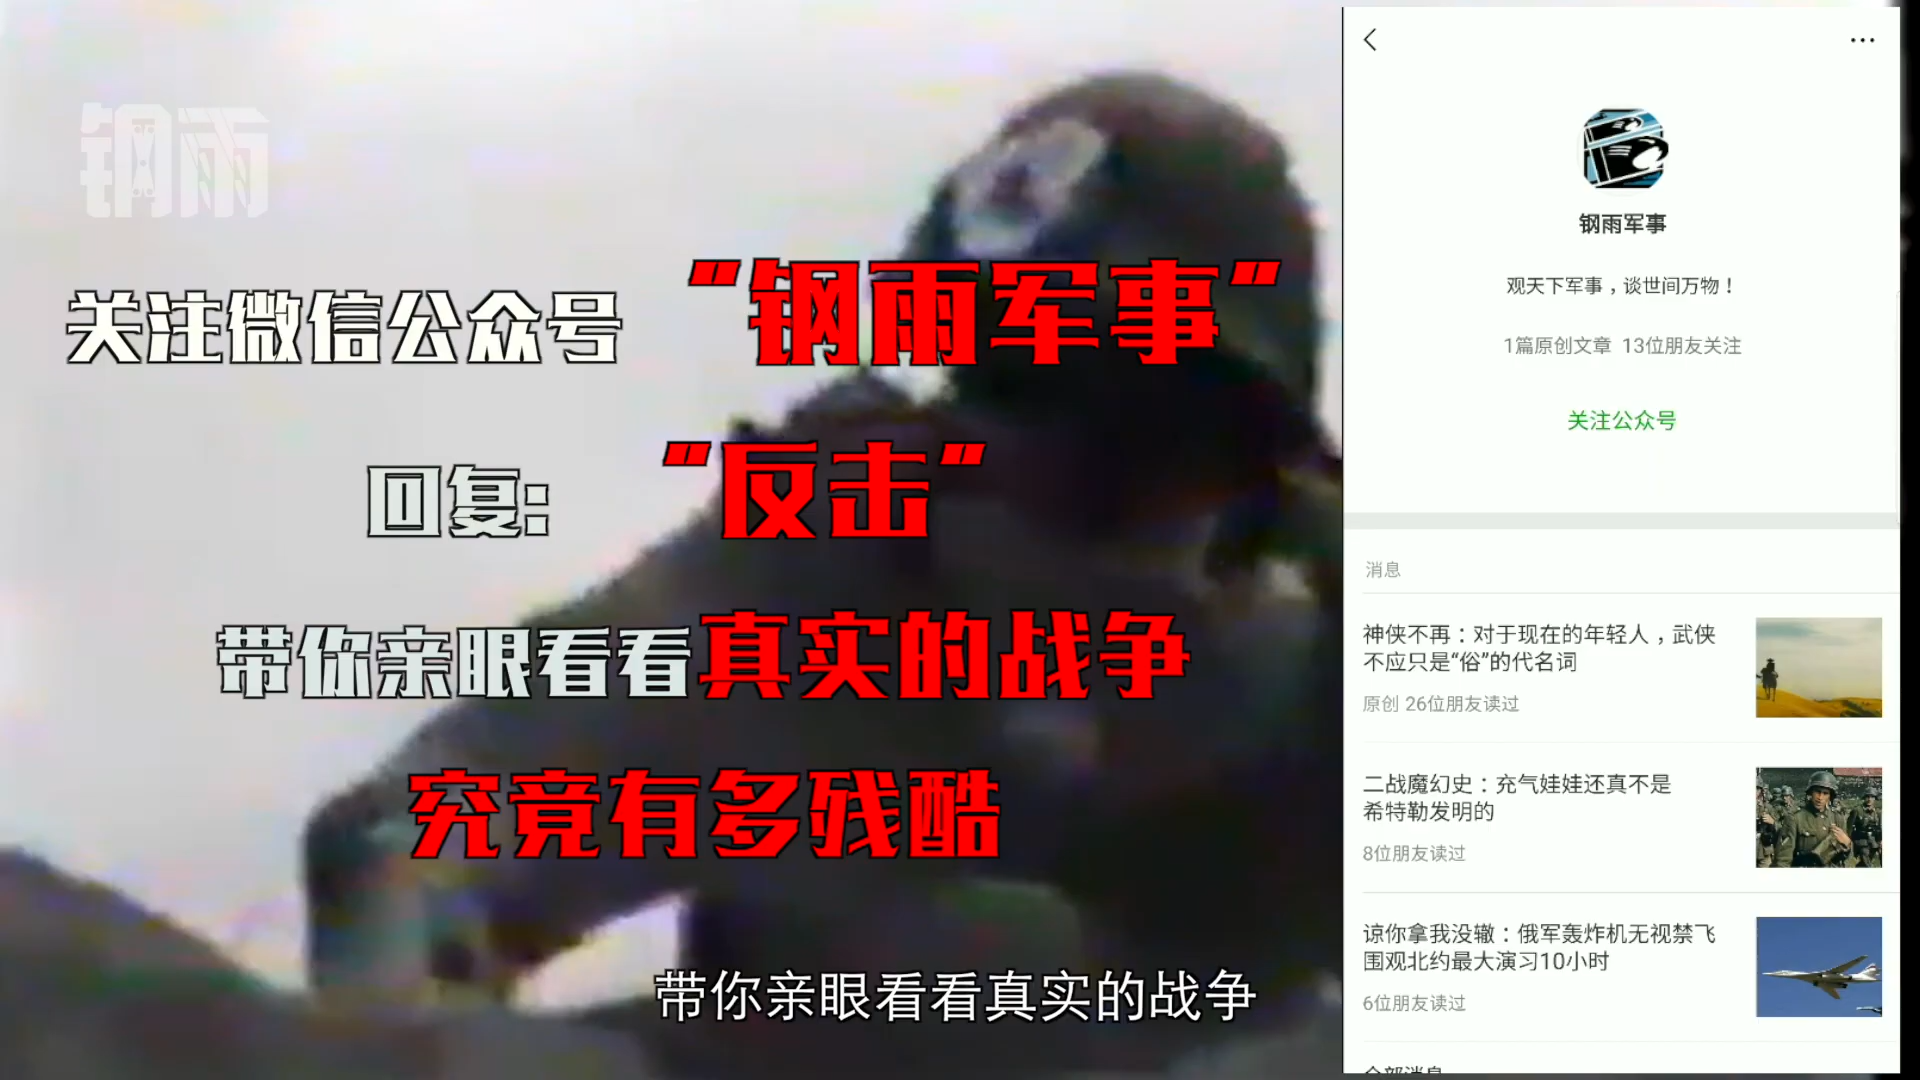 钢雨
关注微信公众号 "钢雨军事"
回复: "反击"
带你亲眼看看真实的战争
究竟有多残酷
带你亲眼看看真实的战争
钢雨军事
观天下军事，谈世间万物！
1篇原创文章 13位朋友关注
关注公众号
消息
神侠不再：对于现在的年轻人，武侠
不应只是“俗”的代名词
原创 26位朋友读过
二战魔幻史：充气娃娃还真不是
希特勒发明的
8位朋友读过
谅你拿我没辙：俄军轰炸机无视禁飞
围观北约最大演习10小时
6位朋友读过
全部消息